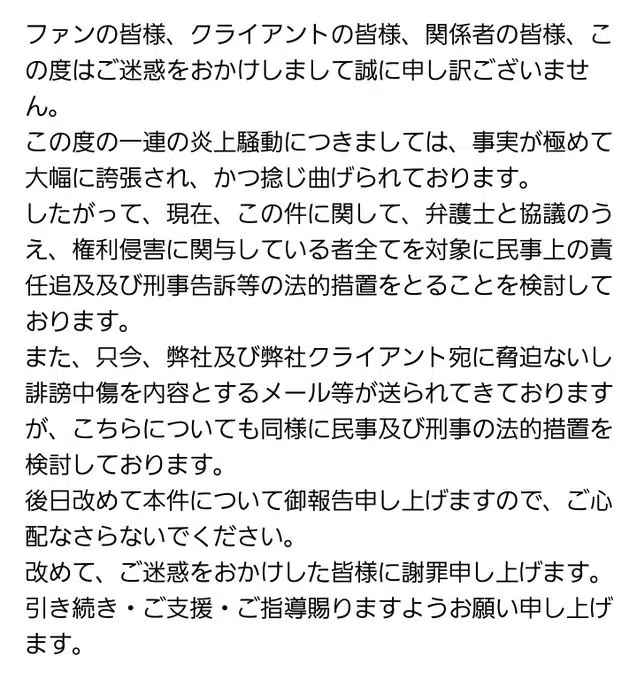 ファンの皆様、クライアントの皆様、関係者の皆様、こ
の度はご迷惑をおかけしまして誠に申し訳ございませ
ん。
この度の一連の炎上騒動につきましては、事実が極めて
大幅に誇張され、かつ捻じ曲げられております。
したがって、現在、この件に関して、弁護士と協議のう
え、権利侵害に関与している者全てを対象に民事上の責
任追及及び刑事告訴等の法的措置をとることを検討して
おります。
また、只今、弊社及び弊社クライアント宛に脅迫ないし
誹謗中傷を内容とするメール等が送られてきております
が、こちらについても同様に民事及び刑事の法的措置を
検討しております。
後日改めて本件について御報告申し上げますので、ご心
配なさらないでください。
改めて、ご迷惑をおかけした皆様に謝罪申し上げます。
引き続き・ご支援・ご指導賜りますようお願い申し上げ
ます。